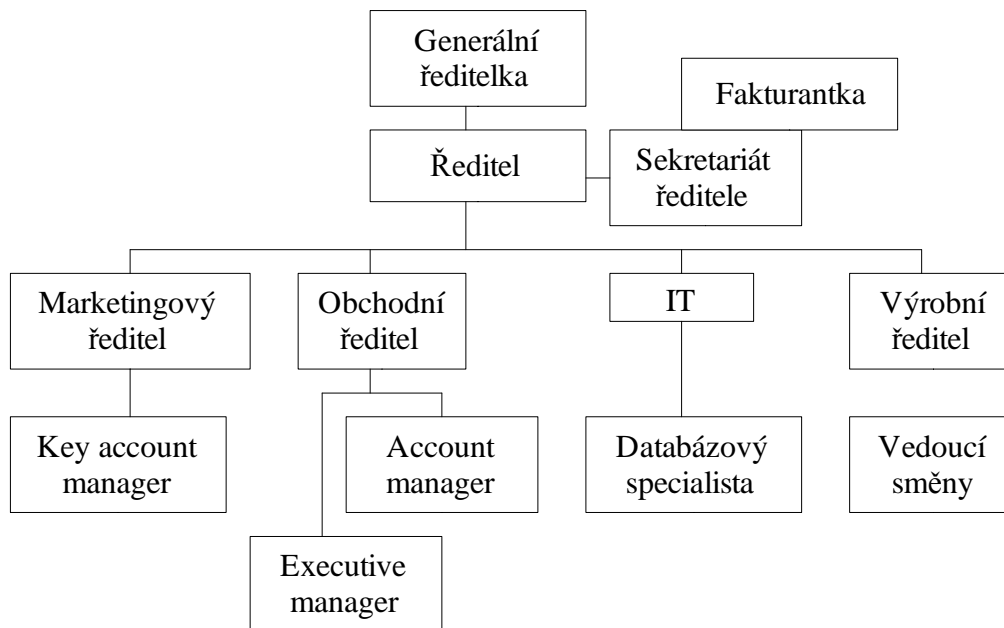 Generální
ředitelka
Fakturantka
Ředitel
Sekretariát
ředitele
Marketingový
ředitel
Obchodní
ředitel
IT
Výrobní
ředitel
Key account
manager
Account
manager
Databázový
specialista
Vedoucí
směny
Executive
manager